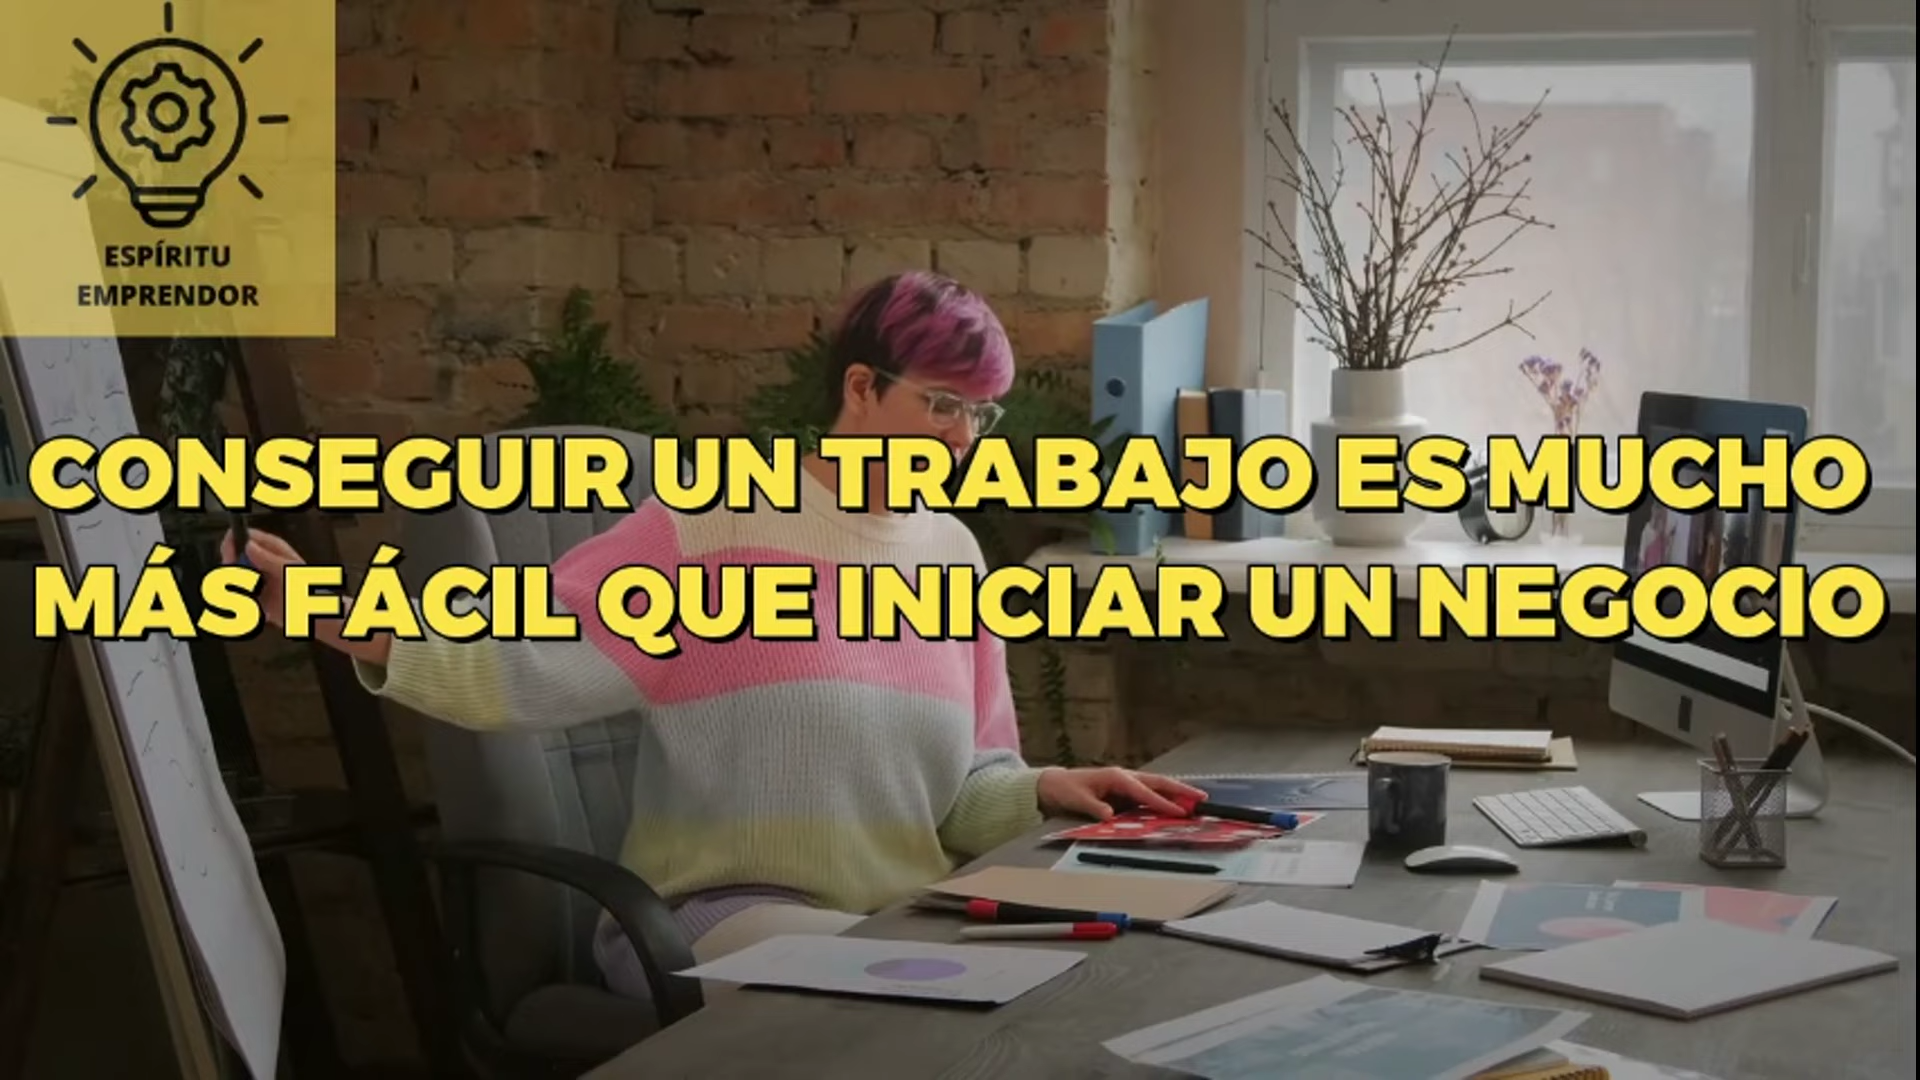 ESPÍRITU
EMPRENDOR
CONSEGUIR UN TRABAJO ES MUCHO
MÁS FÁCIL QUE INICIAR UN NEGOCIO